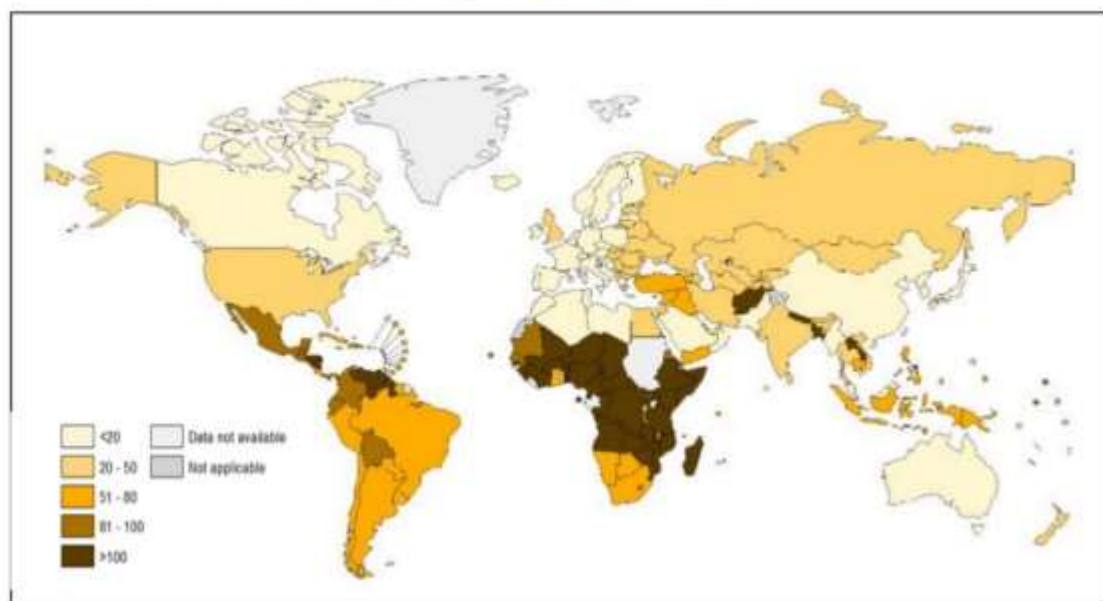 <20
20 - 50
51 - 80
81 - 100
>100
Data not available
Not applicable